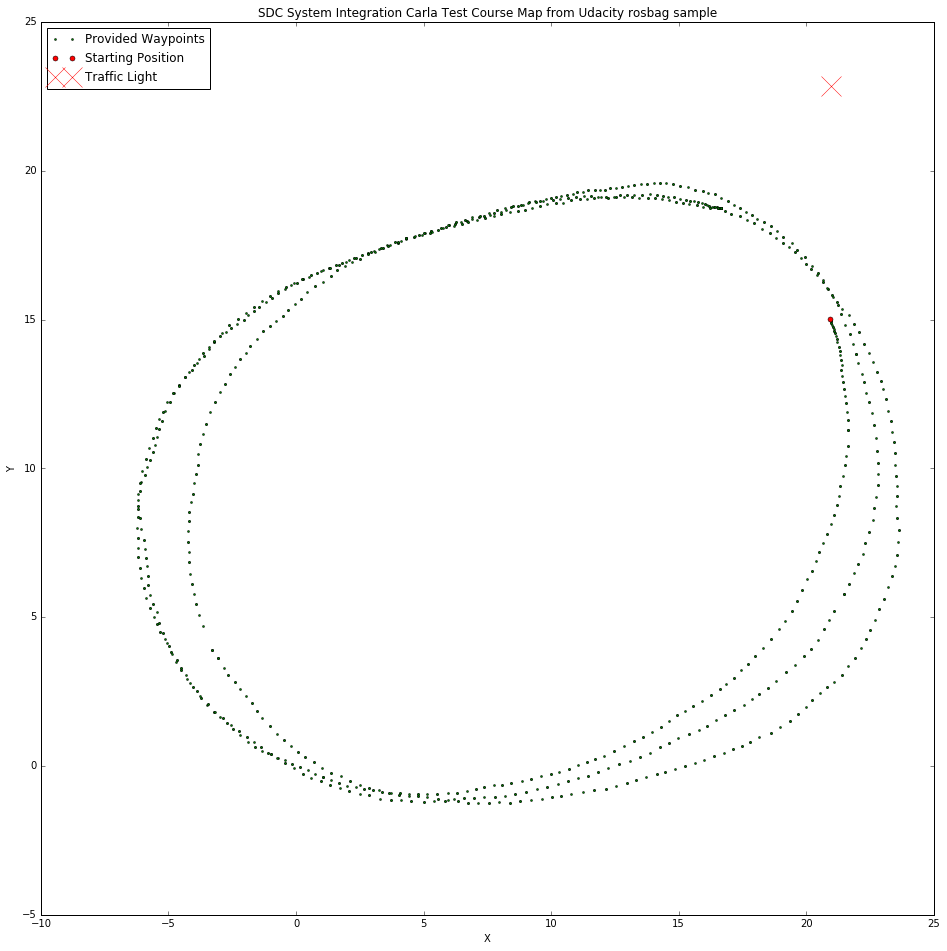 SDC System Integration Carla Test Course Map from Udacity rosbag sample
25
Provided Waypoints
Starting Position
Traffic Light
20
15
Y
10
5
0
−5
−10 −5 0 5 10 15 20 25
X